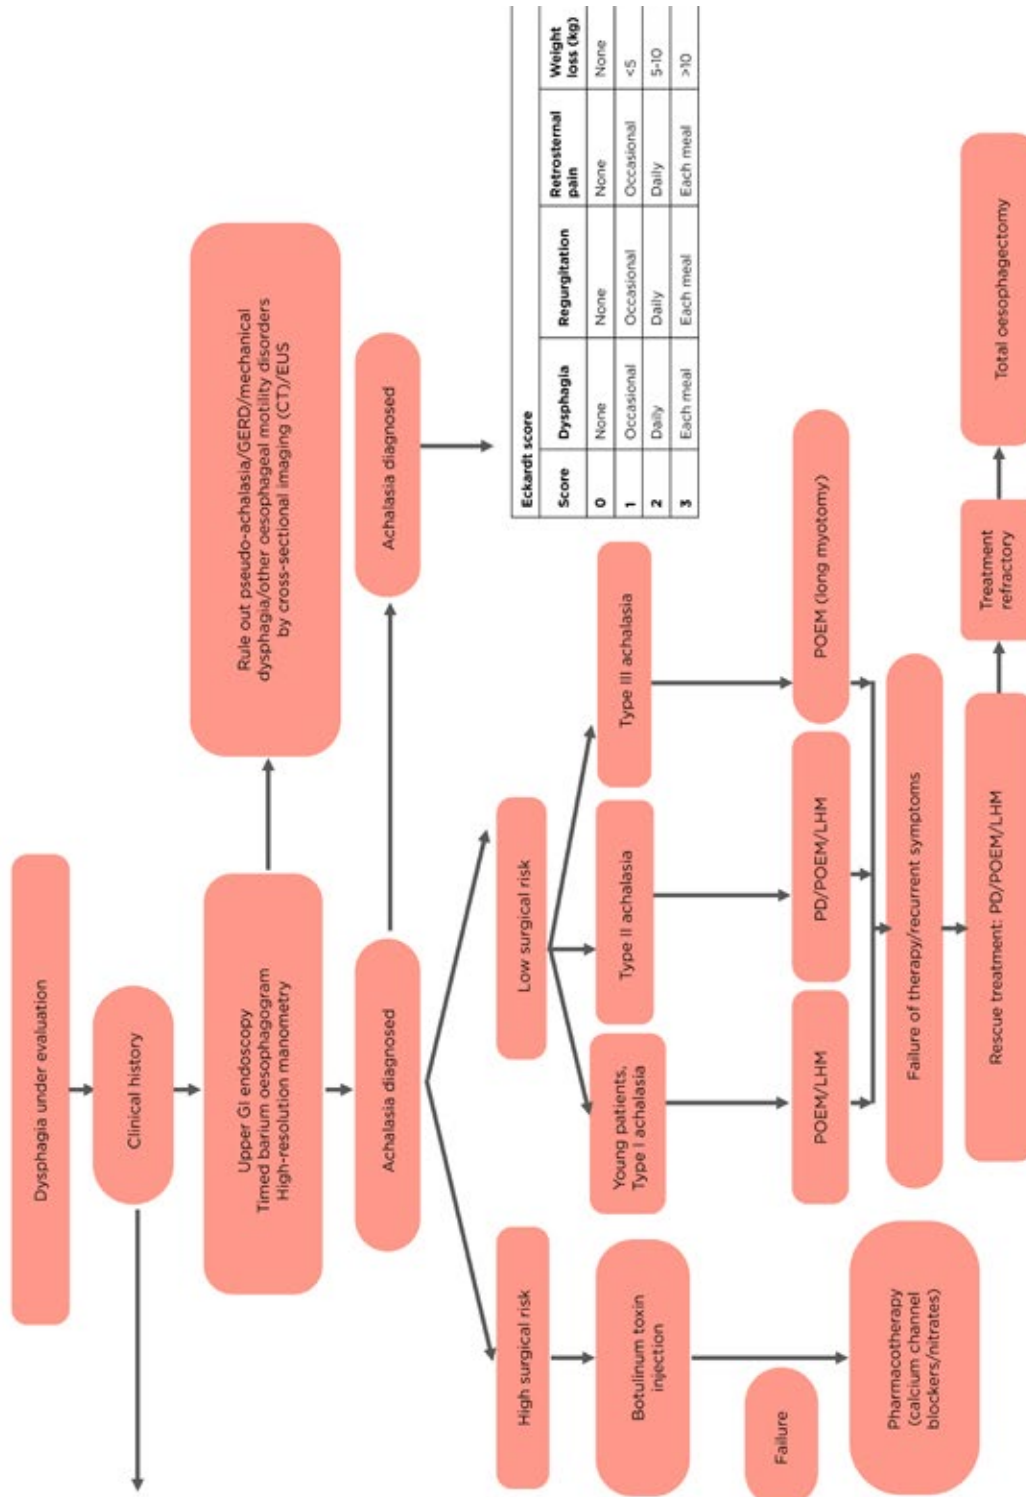 Dysphagia under evaluation
Clinical history
Upper GI endoscopy
Timed barium oesophagogram
High-resolution manometry
Rule out pseudo-achalasia/GERD/mechanical
dysphagia/other oesophageal motility disorders
by cross-sectional imaging (CT)/EUS
Achalasia diagnosed
Achalasia diagnosed
High surgical risk
Low surgical risk
Eckardt score
Score Dysphagia Regurgitation Retrosternal pain Weight loss (kg)
0 None None None None
1 Occasional Occasional Occasional <5
2 Daily Daily Daily 5-10
3 Each meal Each meal Each meal >10
Botulinum toxin
injection
Young patients,
Type I achalasia
Type II achalasia
Type III achalasia
Failure
POEM/LHM
PD/POEM/LHM
POEM (long myotomy)
Pharmacotherapy
(calcium channel
blockers/nitrates)
Failure of therapy/recurrent symptoms
Rescue treatment: PD/POEM/LHM
Treatment
refractory
Total oesophagectomy